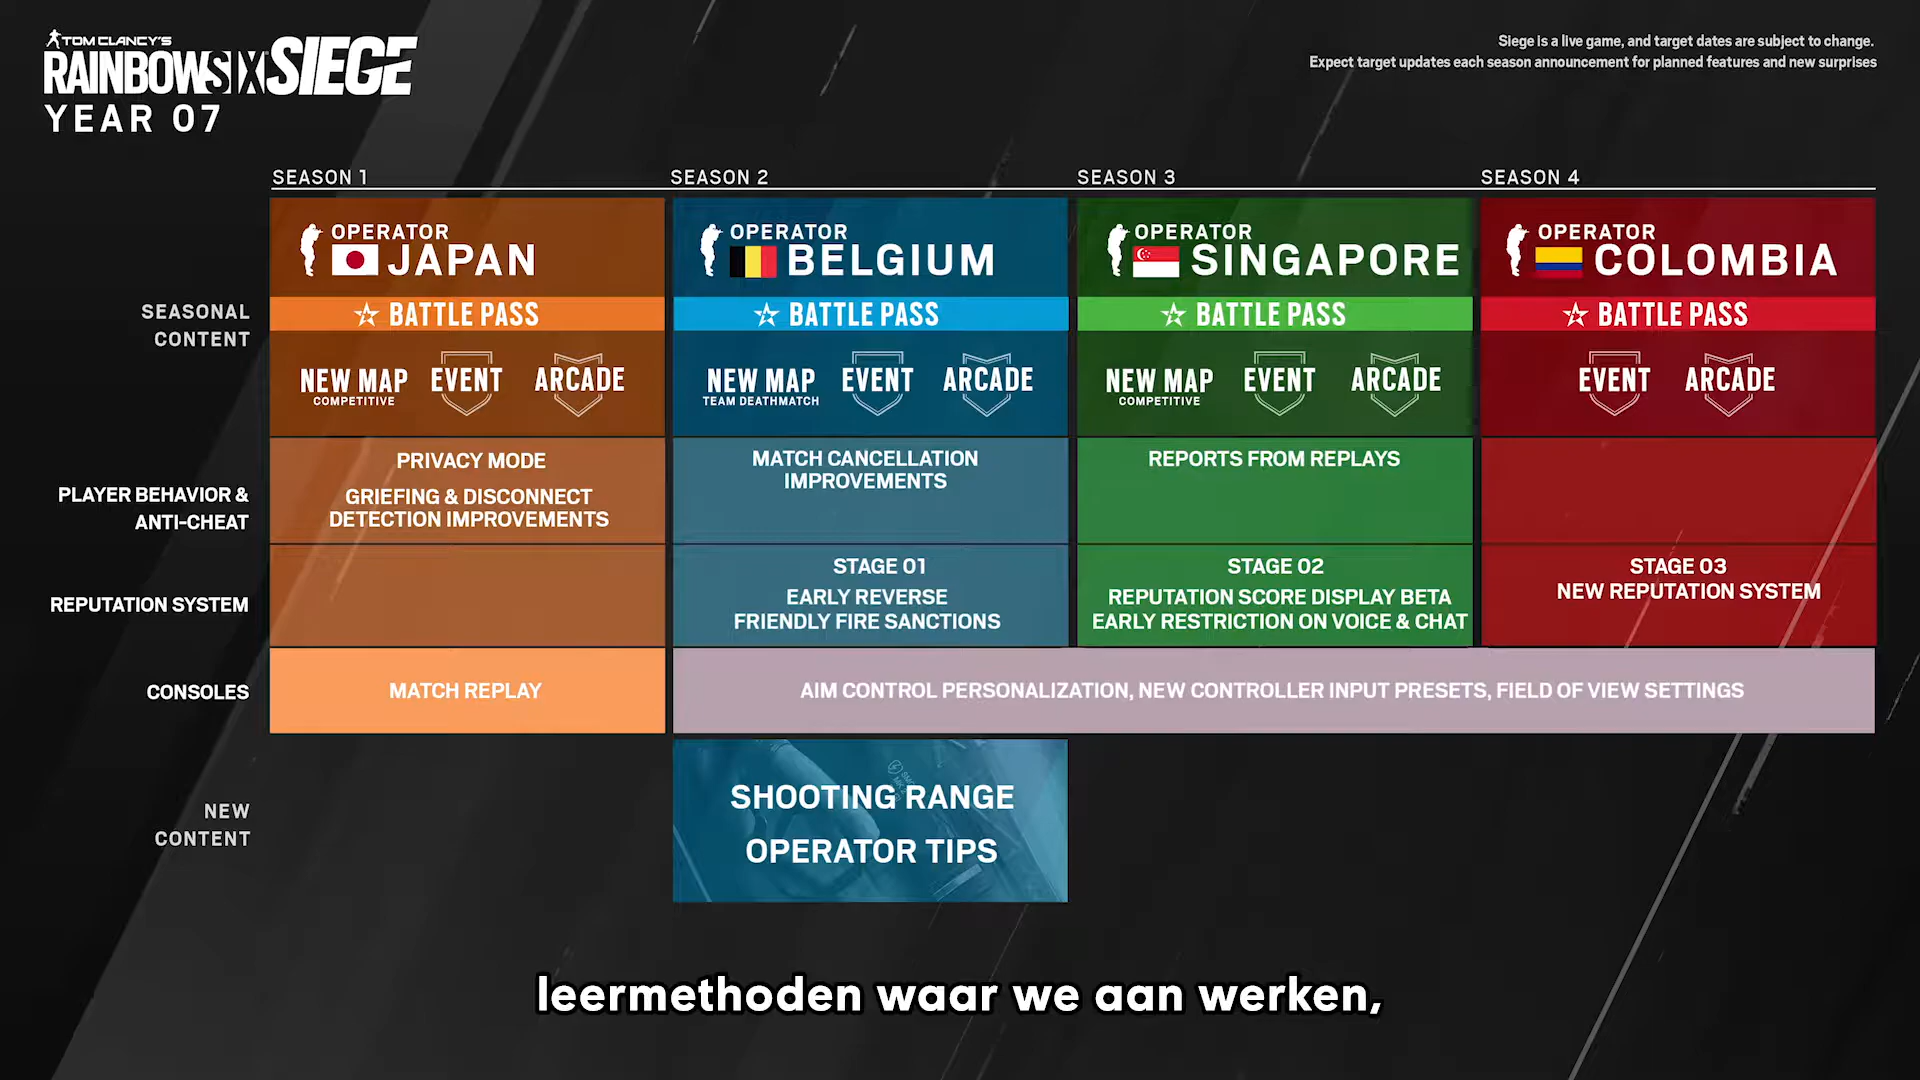 TOM CLANCY'S
RAINBOWSIX SIEGE
YEAR 07
Siege is a live game, and target dates are subject to change.
Expect target updates each season announcement for planned features and new surprises
SEASON 1
SEASON 2
SEASON 3
SEASON 4
SEASONAL
CONTENT
OPERATOR
JAPAN
BATTLE PASS
NEW MAP
COMPETITIVE
EVENT
ARCADE
OPERATOR
BELGIUM
BATTLE PASS
NEW MAP
TEAM DEATHMATCH
EVENT
ARCADE
OPERATOR
SINGAPORE
BATTLE PASS
NEW MAP
COMPETITIVE
EVENT
ARCADE
OPERATOR
COLOMBIA
BATTLE PASS
EVENT
ARCADE
PLAYER BEHAVIOR &
ANTI-CHEAT
PRIVACY MODE
GRIEFING & DISCONNECT
DETECTION IMPROVEMENTS
MATCH CANCELLATION
IMPROVEMENTS
REPORTS FROM REPLAYS
REPUTATION SYSTEM
STAGE 01
EARLY REVERSE
FRIENDLY FIRE SANCTIONS
STAGE 02
REPUTATION SCORE DISPLAY BETA
EARLY RESTRICTION ON VOICE & CHAT
STAGE 03
NEW REPUTATION SYSTEM
CONSOLES
MATCH REPLAY
AIM CONTROL PERSONALIZATION, NEW CONTROLLER INPUT PRESETS, FIELD OF VIEW SETTINGS
NEW
CONTENT
SHOOTING RANGE
OPERATOR TIPS
leermethoden waar we aan werken,